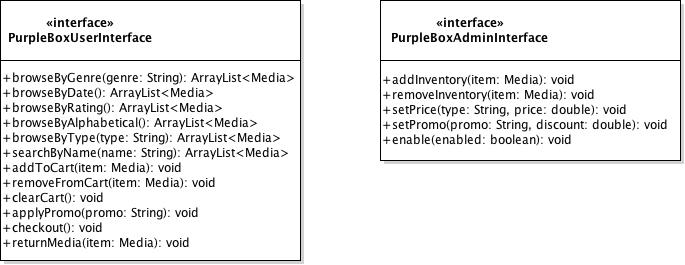 «interface»
PurpleBoxUserInterface
+browseByGenre(genre: String): ArrayList<Media>
+browseByDate(): ArrayList<Media>
+browseByRating(): ArrayList<Media>
+browseByAlphabetical(): ArrayList<Media>
+browseByType(type: String): ArrayList<Media>
+searchByName(name: String): ArrayList<Media>
+addToCart(item: Media): void
+removeFromCart(item: Media): void
+clearCart(): void
+applyPromo(promo: String): void
+checkout(): void
+returnMedia(item: Media): void
«interface»
PurpleBoxAdminInterface
+addInventory(item: Media): void
+removeInventory(item: Media): void
+setPrice(type: String, price: double): void
+setPromo(promo: String, discount: double): void
+enable(enabled: boolean): void